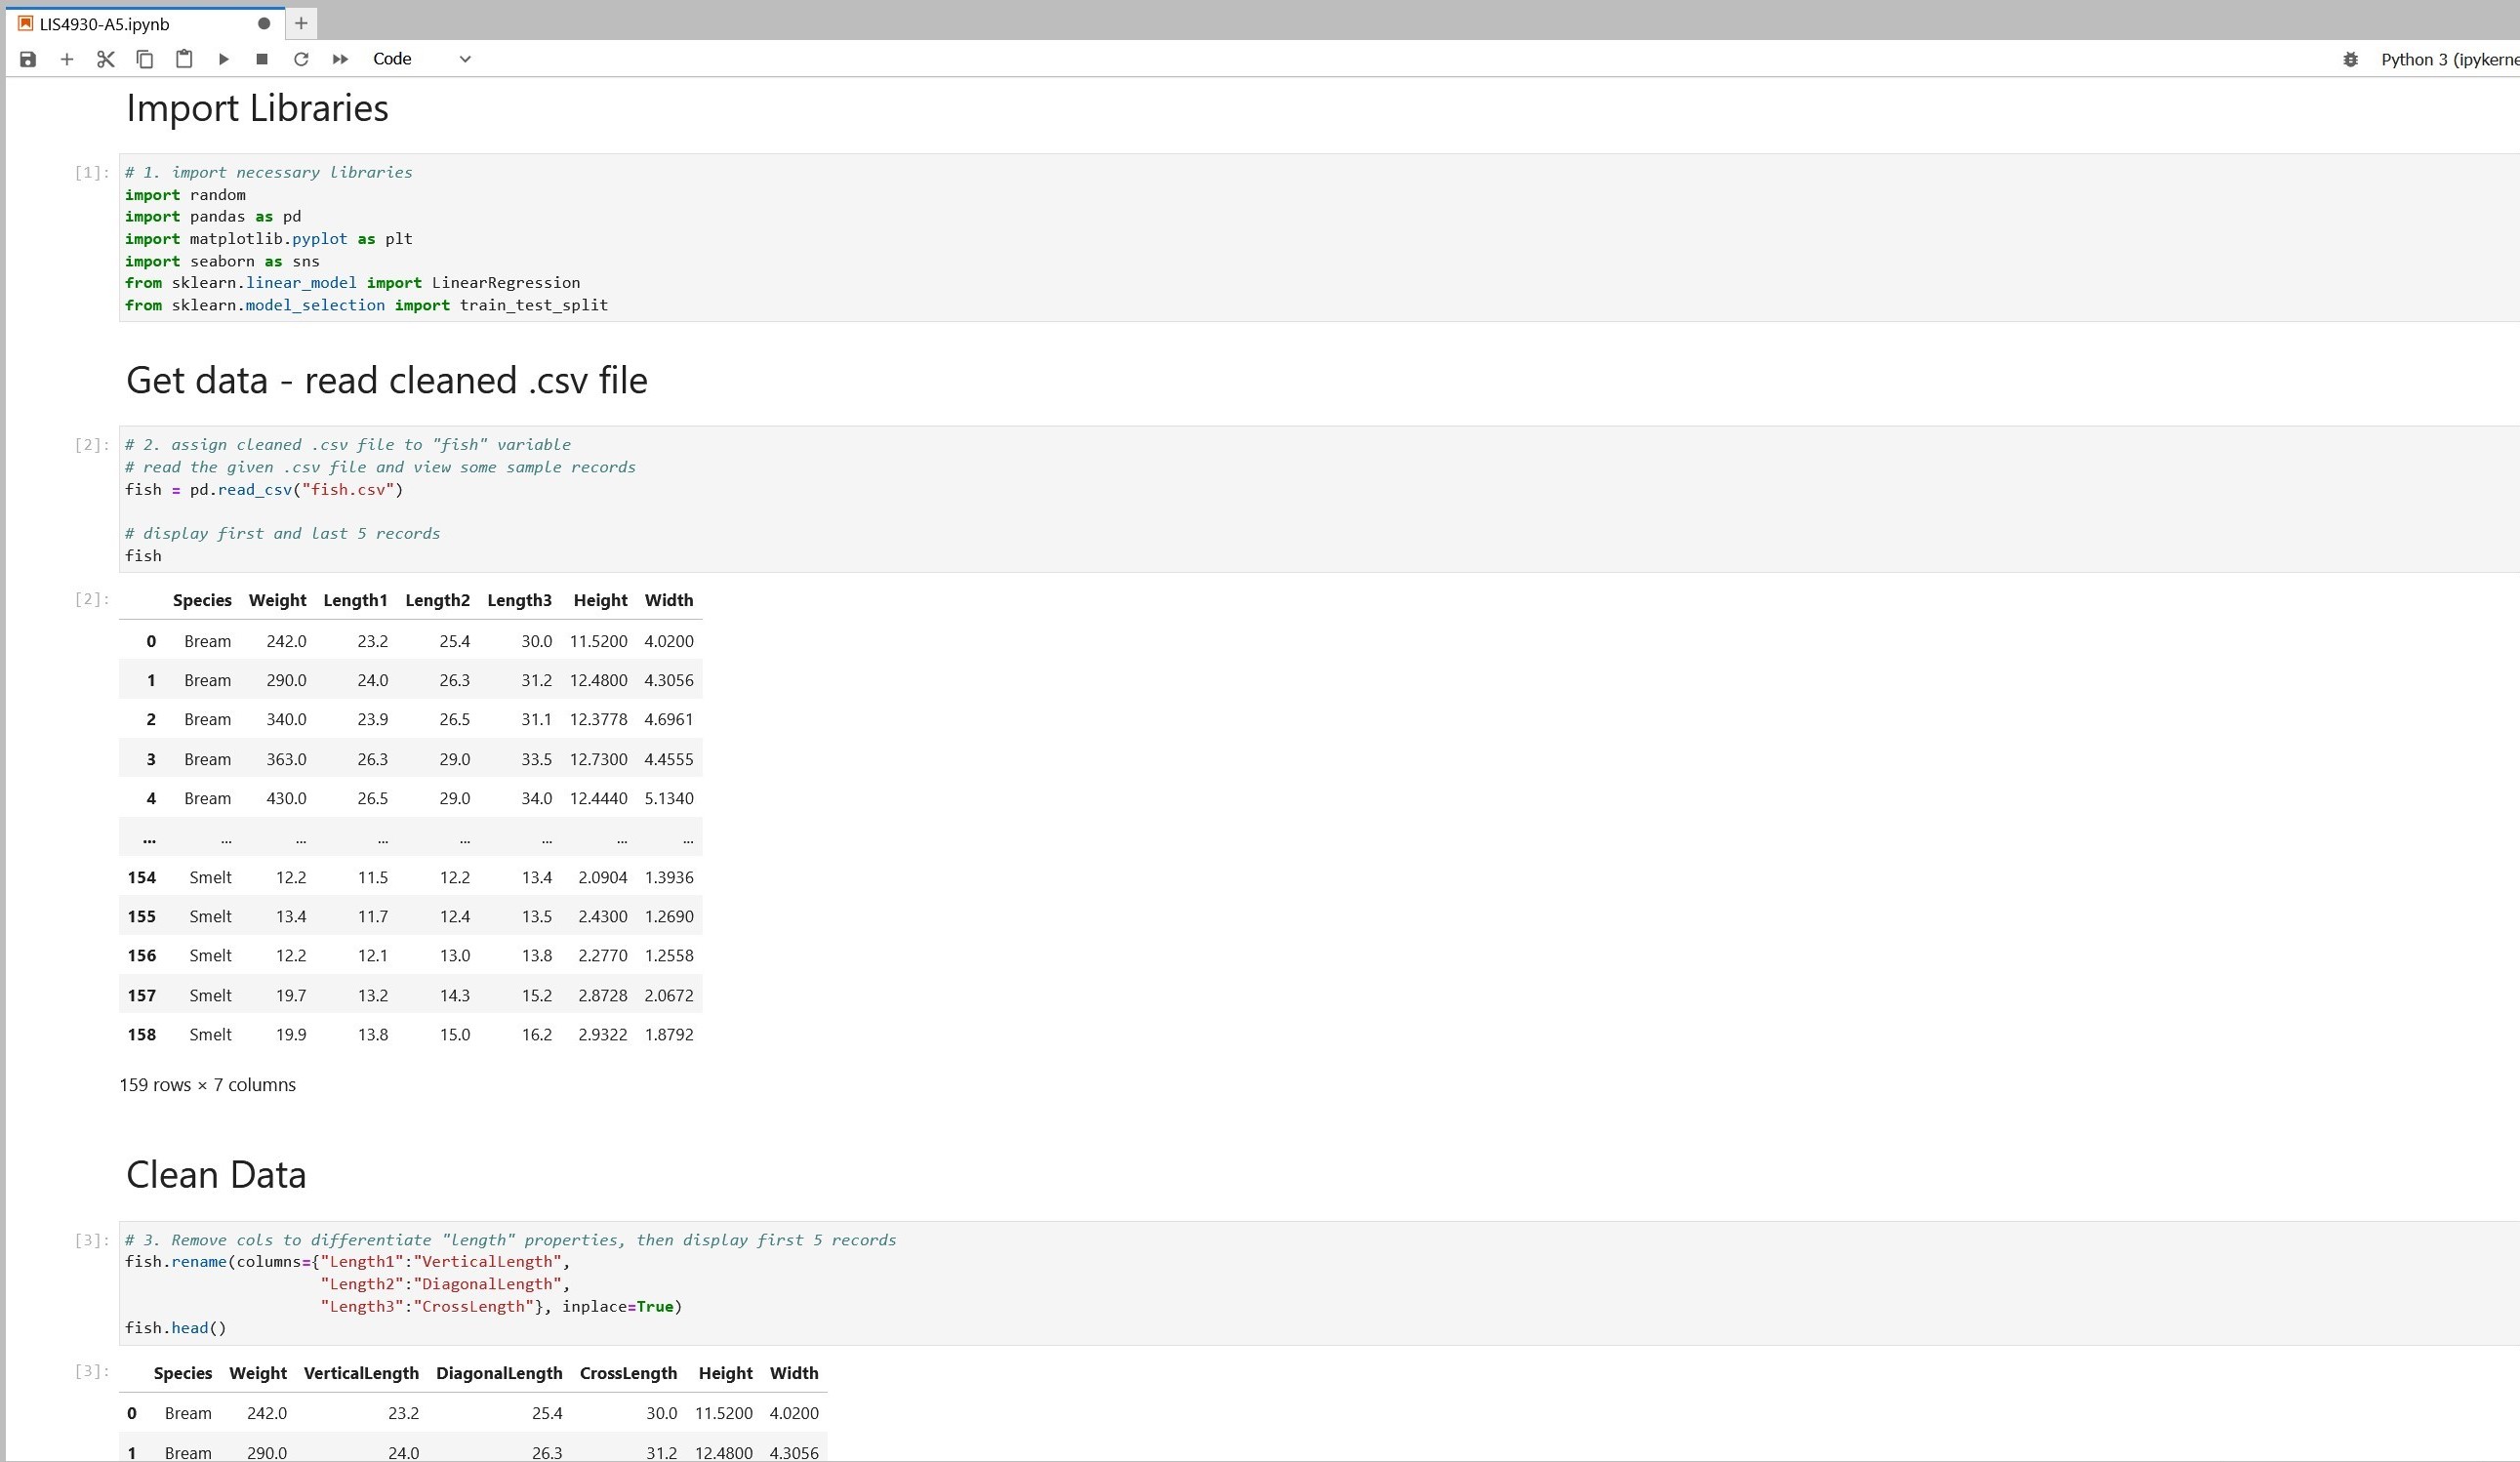 LIS4930-A5.ipynb
Code
Python 3 (ipykerne
Import Libraries
[1]: # 1. import necessary libraries
import random
import pandas as pd
import matplotlib.pyplot as plt
import seaborn as sns
from sklearn.linear_model import LinearRegression
from sklearn.model_selection import train_test_split
Get data - read cleaned .csv file
[2]: # 2. assign cleaned .csv file to "fish" variable
# read the given .csv file and view some sample records
fish = pd.read_csv("fish.csv")
# display first and last 5 records
fish
[2]: Species Weight Length1 Length2 Length3 Height Width
0 Bream 242.0 23.2 25.4 30.0 11.5200 4.0200
1 Bream 290.0 24.0 26.3 31.2 12.4800 4.3056
2 Bream 340.0 23.9 26.5 31.1 12.3778 4.6961
3 Bream 363.0 26.3 29.0 33.5 12.7300 4.4555
4 Bream 430.0 26.5 29.0 34.0 12.4440 5.1340
... ... ... ... ... ... ... ...
154 Smelt 12.2 11.5 12.2 13.4 2.0904 1.3936
155 Smelt 13.4 11.7 12.4 13.5 2.4300 1.2690
156 Smelt 12.2 12.1 13.0 13.8 2.2770 1.2558
157 Smelt 19.7 13.2 14.3 15.2 2.8728 2.0672
158 Smelt 19.9 13.8 15.0 16.2 2.9322 1.8792
159 rows × 7 columns
Clean Data
[3]: # 3. Remove cols to differentiate "length" properties, then display first 5 records
fish.rename(columns={"Length1":"VerticalLength",
"Length2":"DiagonalLength",
"Length3":"CrossLength"}, inplace=True)
fish.head()
[3]: Species Weight VerticalLength DiagonalLength CrossLength Height Width
0 Bream 242.0 23.2 25.4 30.0 11.5200 4.0200
1 Bream 290.0 24.0 26.3 31.2 12.4800 4.3056